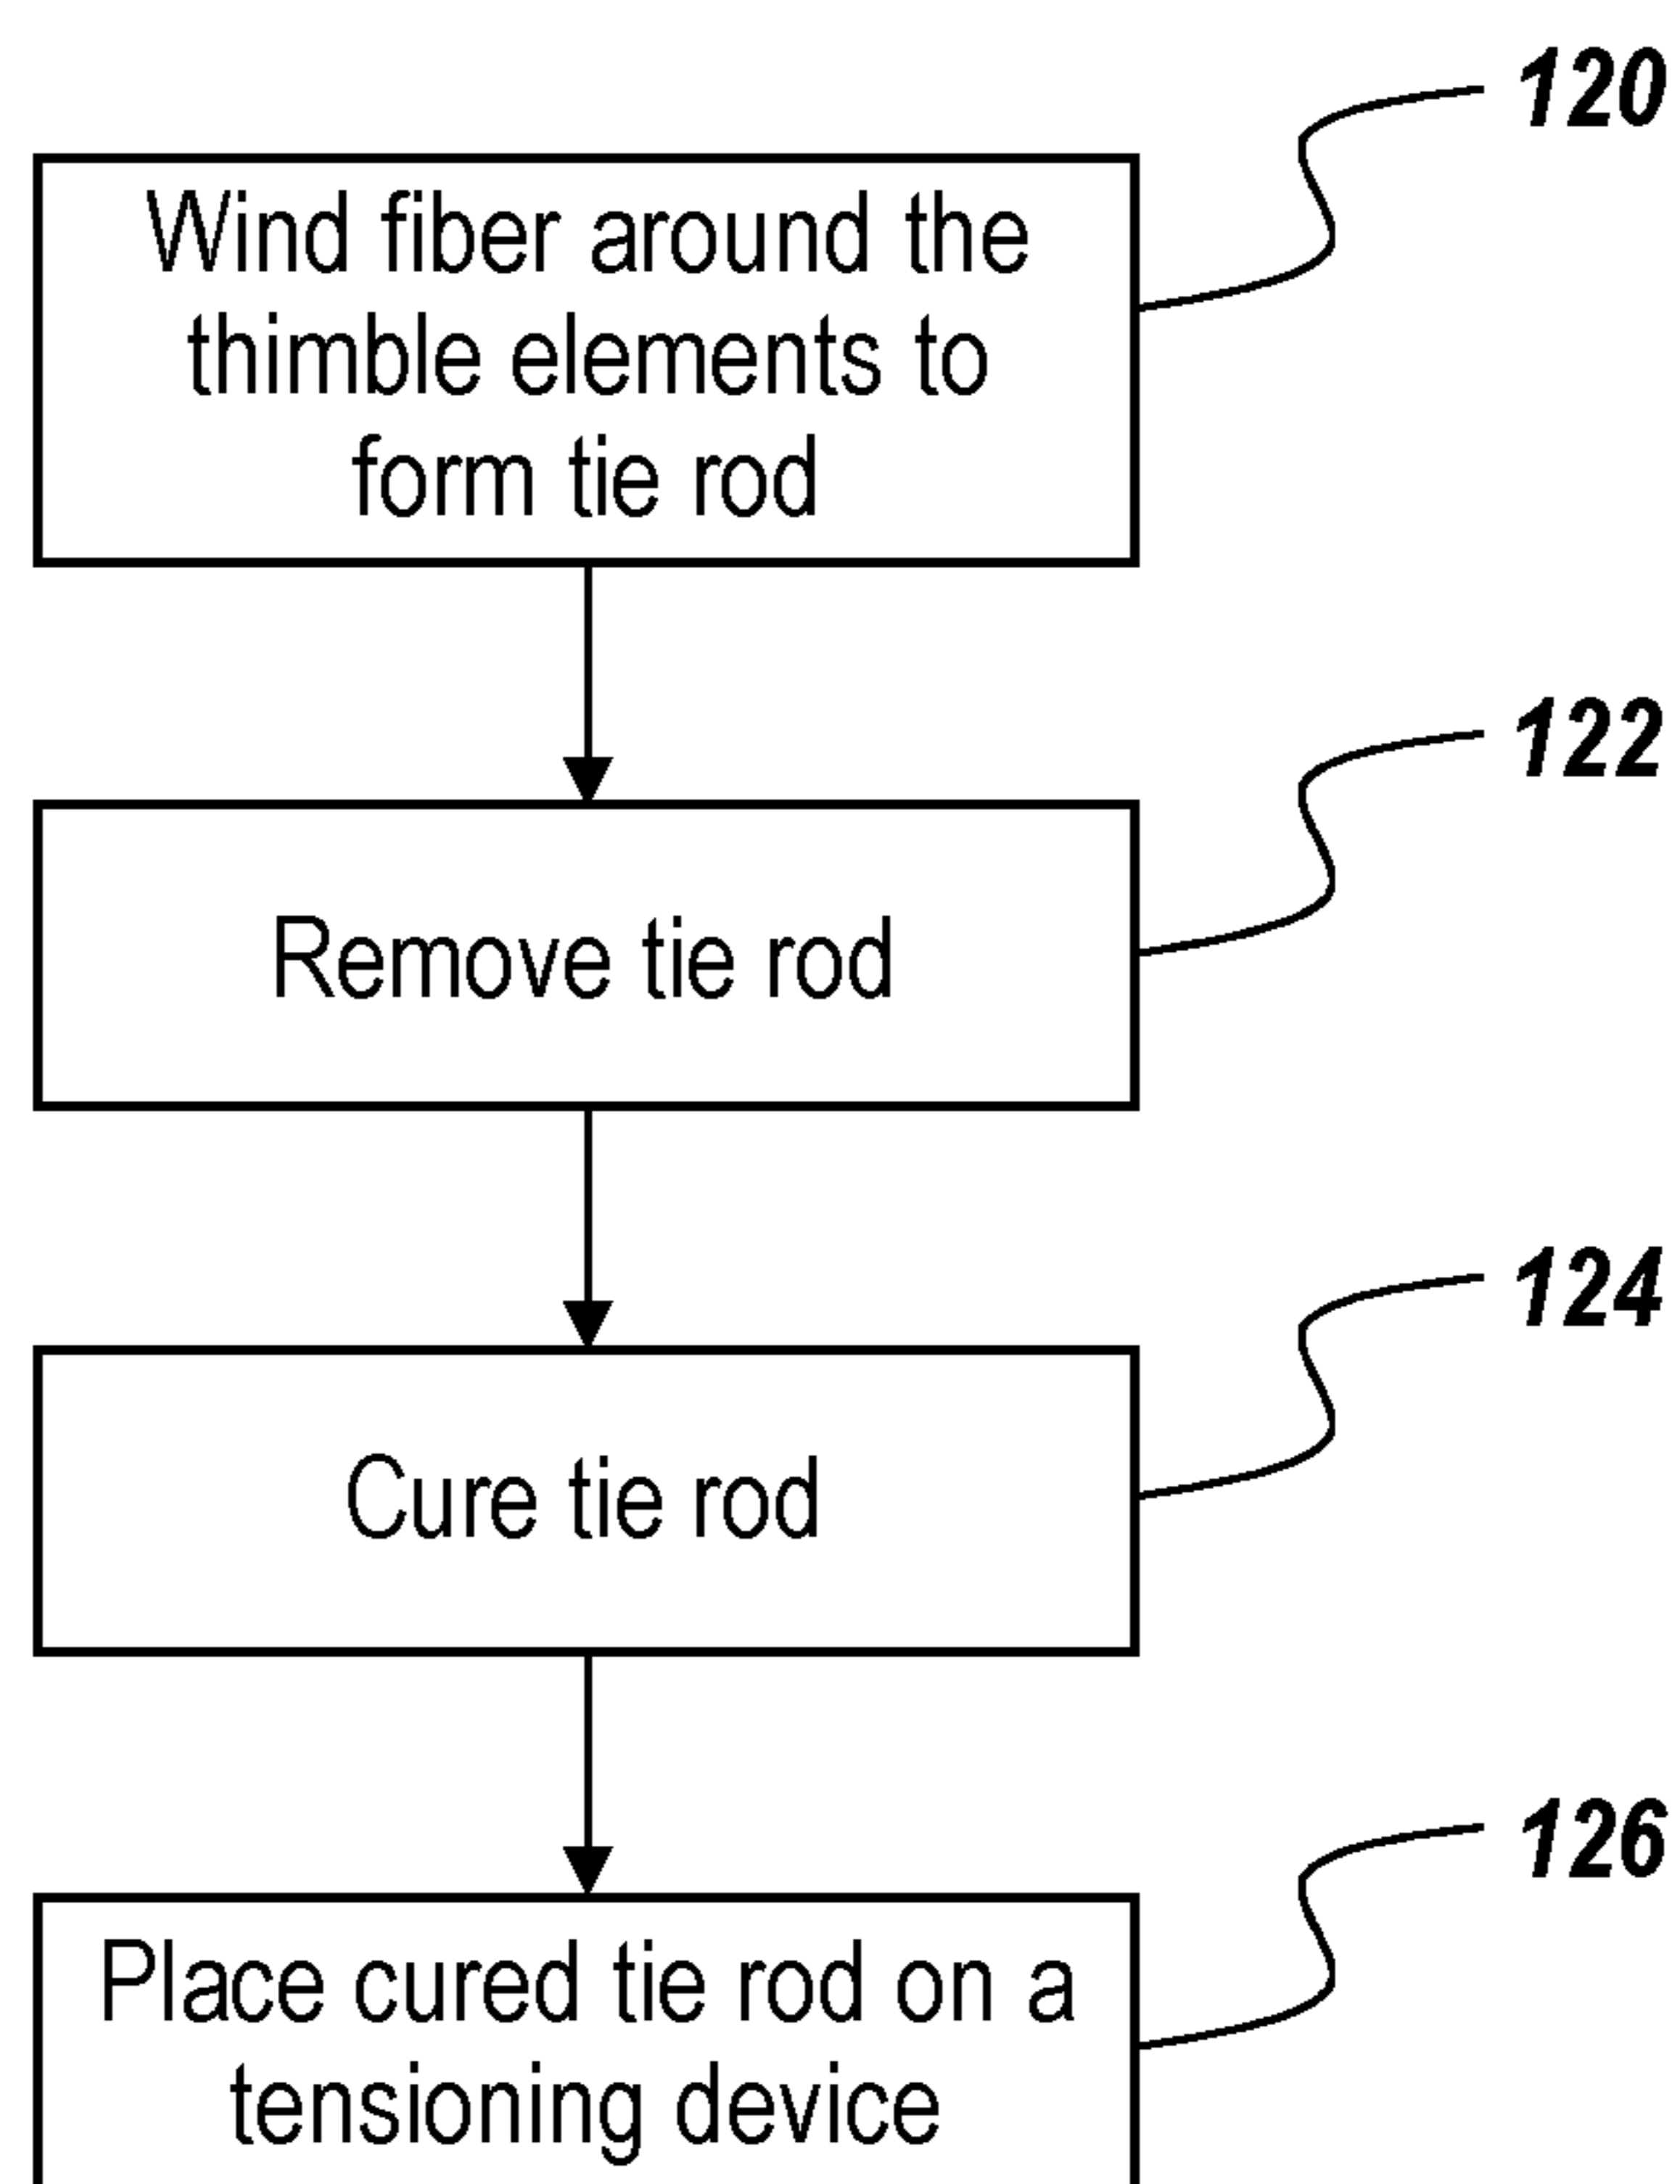 120
Wind fiber around the
thimble elements to
form tie rod
122
Remove tie rod
124
Cure tie rod
126
Place cured tie rod on a
tensioning device